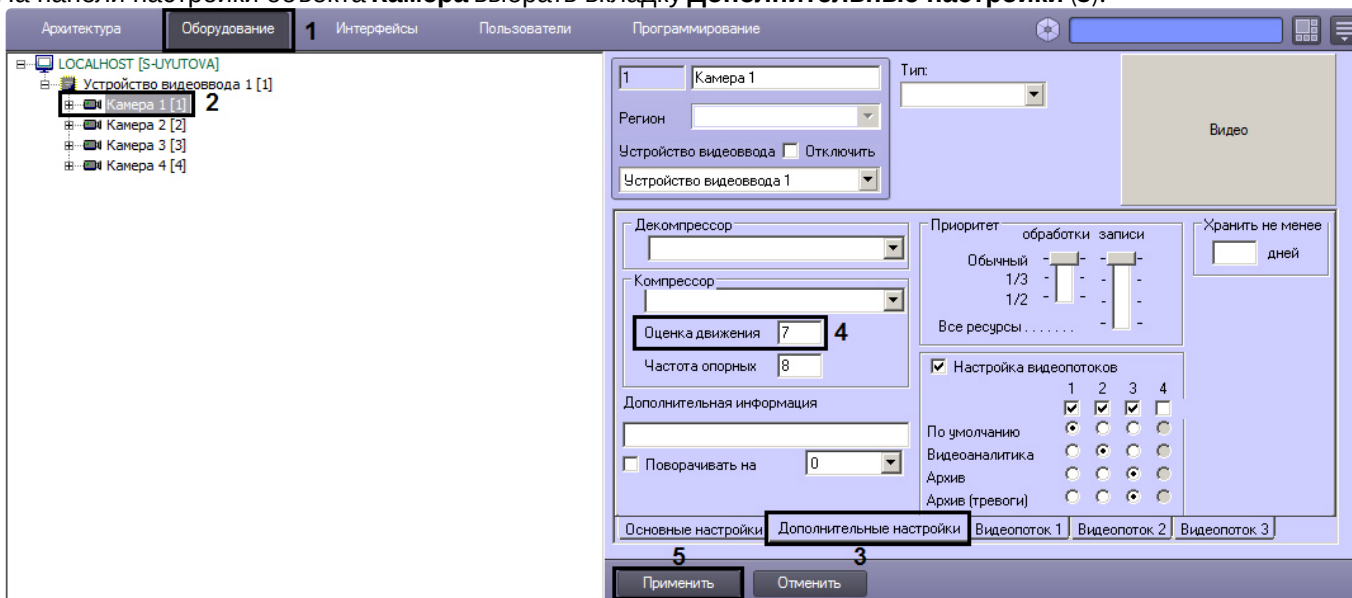 На панели настройки объекта Камера выбрать вкладку Дополнительные настройки (3).
Архитектура Оборудование 1 Интерфейсы Пользователи Программирование
LOCALHOST [S-UYUTOVA]
Устройство видеоввода 1 [1]
Камера 1 [1] 2
Камера 2 [2]
Камера 3 [3]
Камера 4 [4]
1 Камера 1
Тип:
Регион
Устройство видеоввода Отключить
Устройство видеоввода 1
Видео
Декомпрессор
Компрессор
Оценка движения 7 4
Частота опорных 8
Дополнительная информация
Поворачивать на 0
Приоритет
обработки записи
Обычный
1/3
1/2
Все ресурсы.......
Хранить не менее
дней
Настройка видеопотоков
1 2 3 4
По умолчанию
Видеоаналитика
Архив
Архив (тревоги)
Основные настройки Дополнительные настройки Видеопоток 1 Видеопоток 2 Видеопоток 3
5 3
Применить Отменить